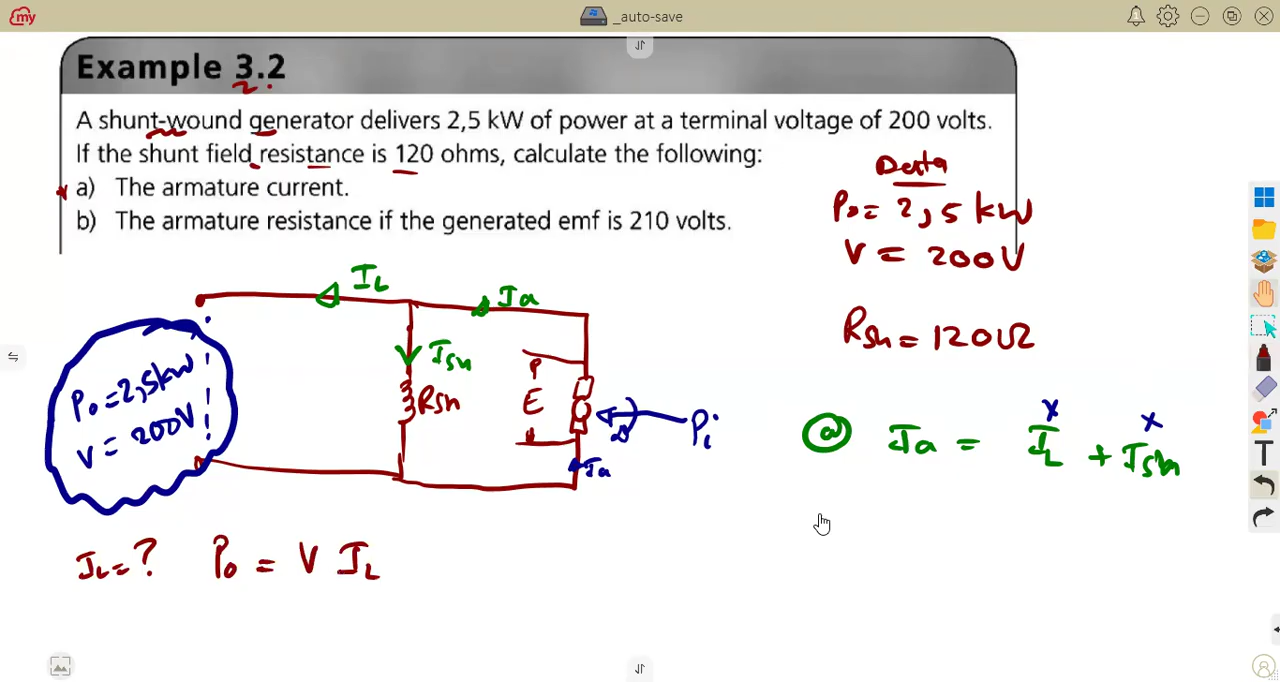 my
_auto-save
Example 3.2
A shunt-wound generator delivers 2,5 kW of power at a terminal voltage of 200 volts.
If the shunt field resistance is 120 ohms, calculate the following:
a) The armature current.
b) The armature resistance if the generated emf is 210 volts.
Data
Po = 2,5 kW
V = 200V
Rsh = 120Ω
IL
Ia
Ish
Rsh
E
Po = 2,5kW
V = 200V
Pi
Ia
@ Ia = IL + Ish
x x
IL = ? Po = V IL
T